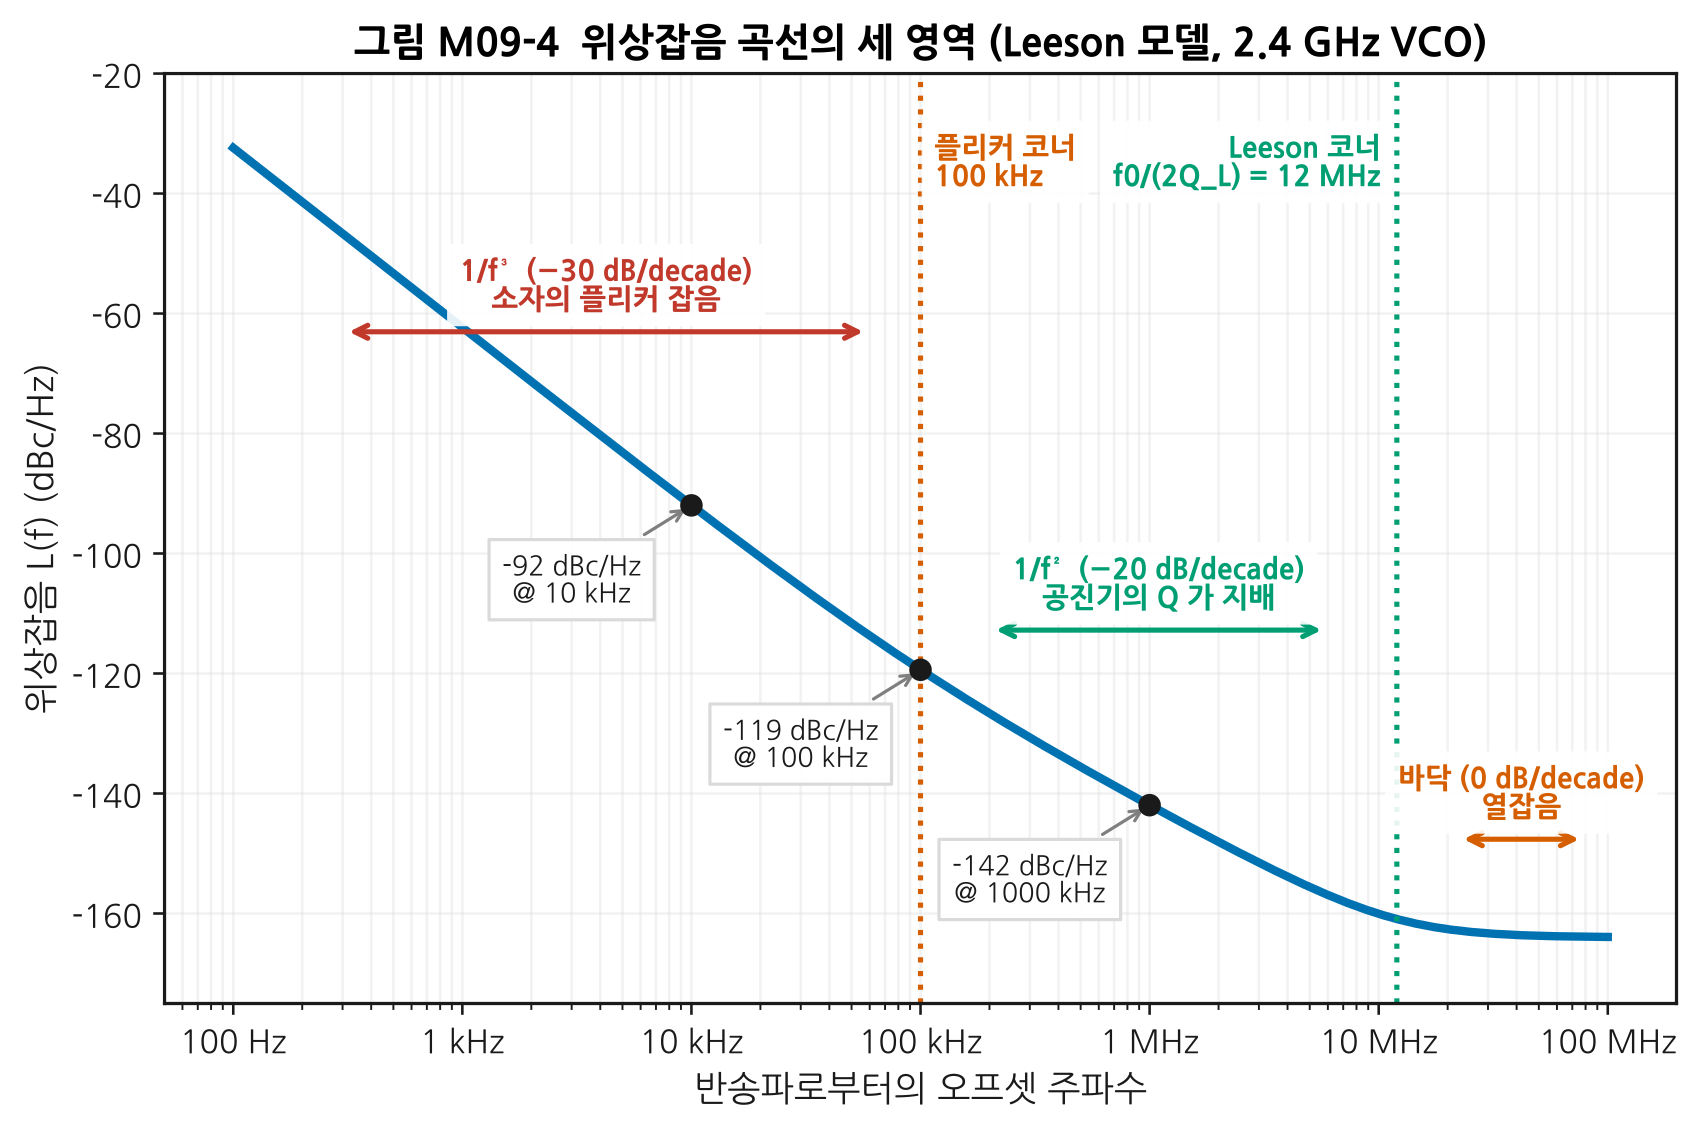 그림 M09-4  위상잡음 곡선의 세 영역 (Leeson 모델, 2.4 GHz VCO)
위상잡음 L(f) (dBc/Hz)
-20
-40
-60
-80
-100
-120
-140
-160
플리커 코너
100 kHz
Leeson 코너
f0/(2Q_L) = 12 MHz
1/f³ (−30 dB/decade)
소자의 플리커 잡음
-92 dBc/Hz
@ 10 kHz
1/f² (−20 dB/decade)
공진기의 Q 가 지배
-119 dBc/Hz
@ 100 kHz
바닥 (0 dB/decade)
열잡음
-142 dBc/Hz
@ 1000 kHz
100 Hz
1 kHz
10 kHz
100 kHz
1 MHz
10 MHz
100 MHz
반송파로부터의 오프셋 주파수